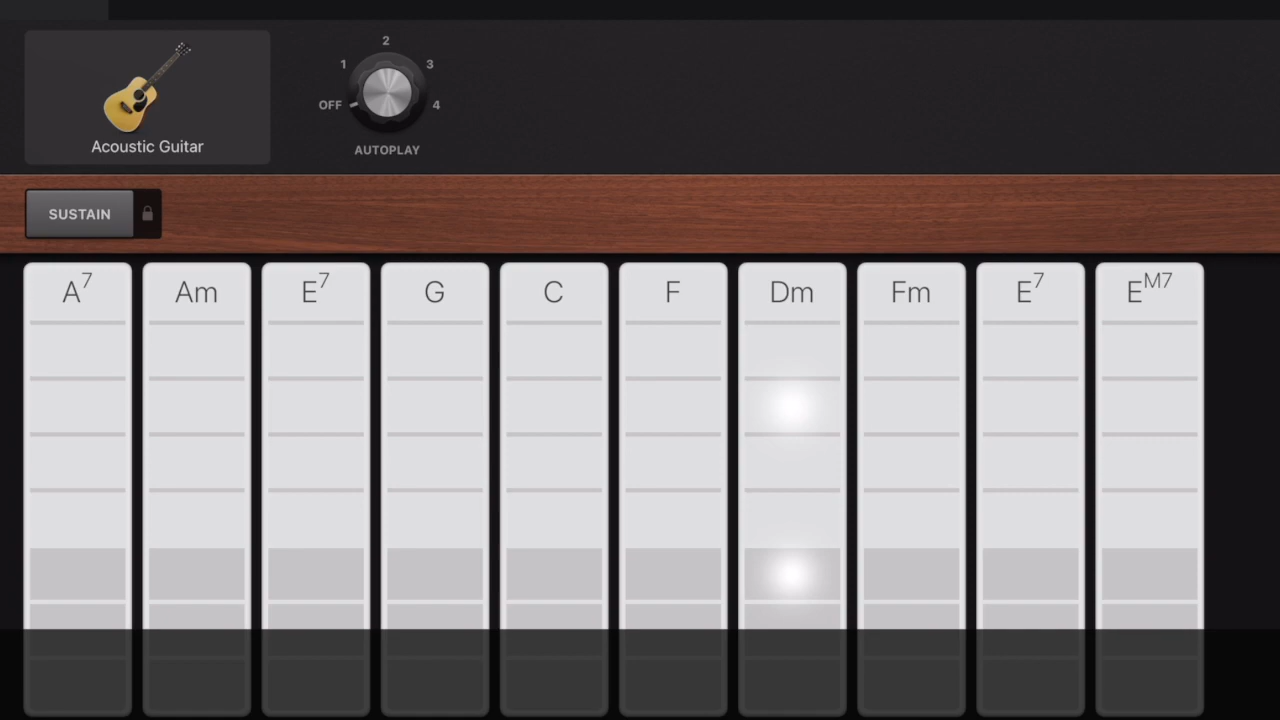 2
1 3
OFF 4
AUTOPLAY
Acoustic Guitar
SUSTAIN
A7 Am E7 G C F Dm Fm E7 EM7